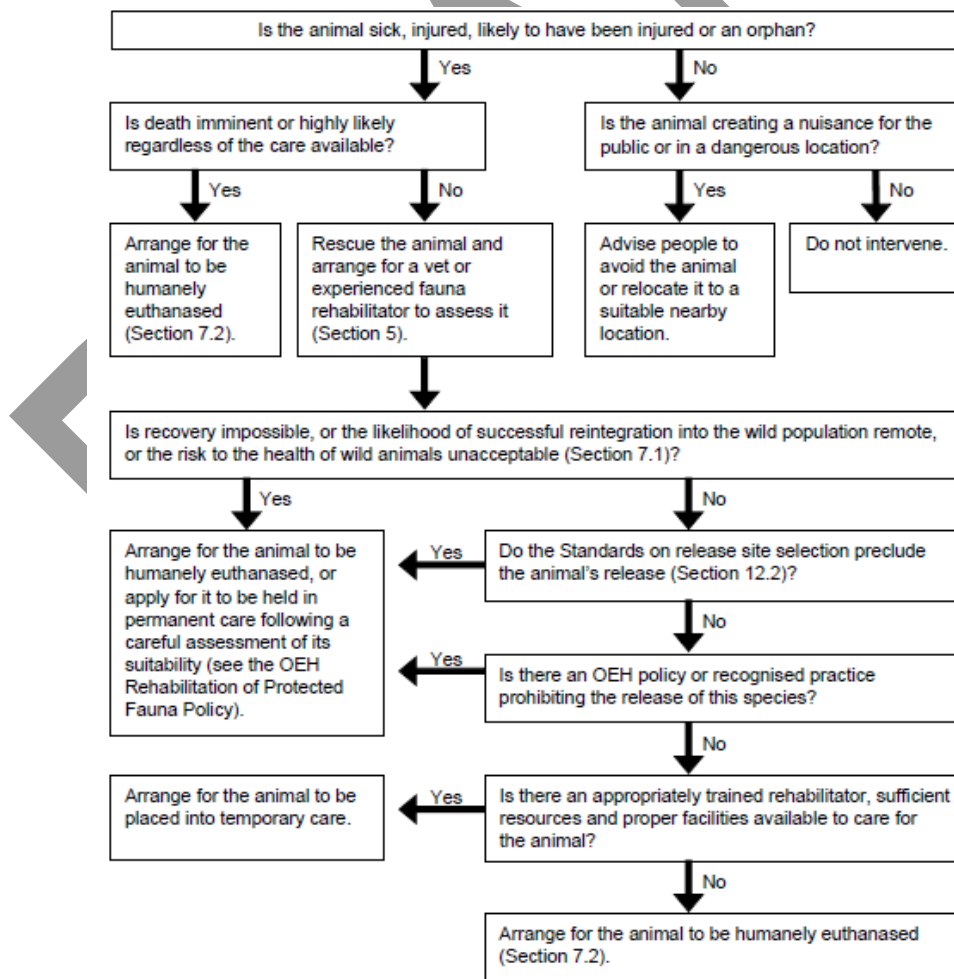 Is the animal sick, injured, likely to have been injured or an orphan?
Yes
No
Is death imminent or highly likely
regardless of the care available?
Is the animal creating a nuisance for the
public or in a dangerous location?
Yes
No
Yes
No
Arrange for the
animal to be
humanely
euthanased
(Section 7.2).
Rescue the animal and
arrange for a vet or
experienced fauna
rehabilitator to assess it
(Section 5).
Advise people to
avoid the animal
or relocate it to a
suitable nearby
location.
Do not intervene.
Is recovery impossible, or the likelihood of successful reintegration into the wild population remote,
or the risk to the health of wild animals unacceptable (Section 7.1)?
Yes
No
Arrange for the animal to be
humanely euthanased, or
apply for it to be held in
permanent care following a
careful assessment of its
suitability (see the OEH
Rehabilitation of Protected
Fauna Policy).
Yes
Do the Standards on release site selection preclude
the animal's release (Section 12.2)?
No
Yes
Is there an OEH policy or recognised practice
prohibiting the release of this species?
No
Arrange for the animal to be
placed into temporary care.
Yes
Is there an appropriately trained rehabilitator, sufficient
resources and proper facilities available to care for
the animal?
No
Arrange for the animal to be humanely euthanased
(Section 7.2).